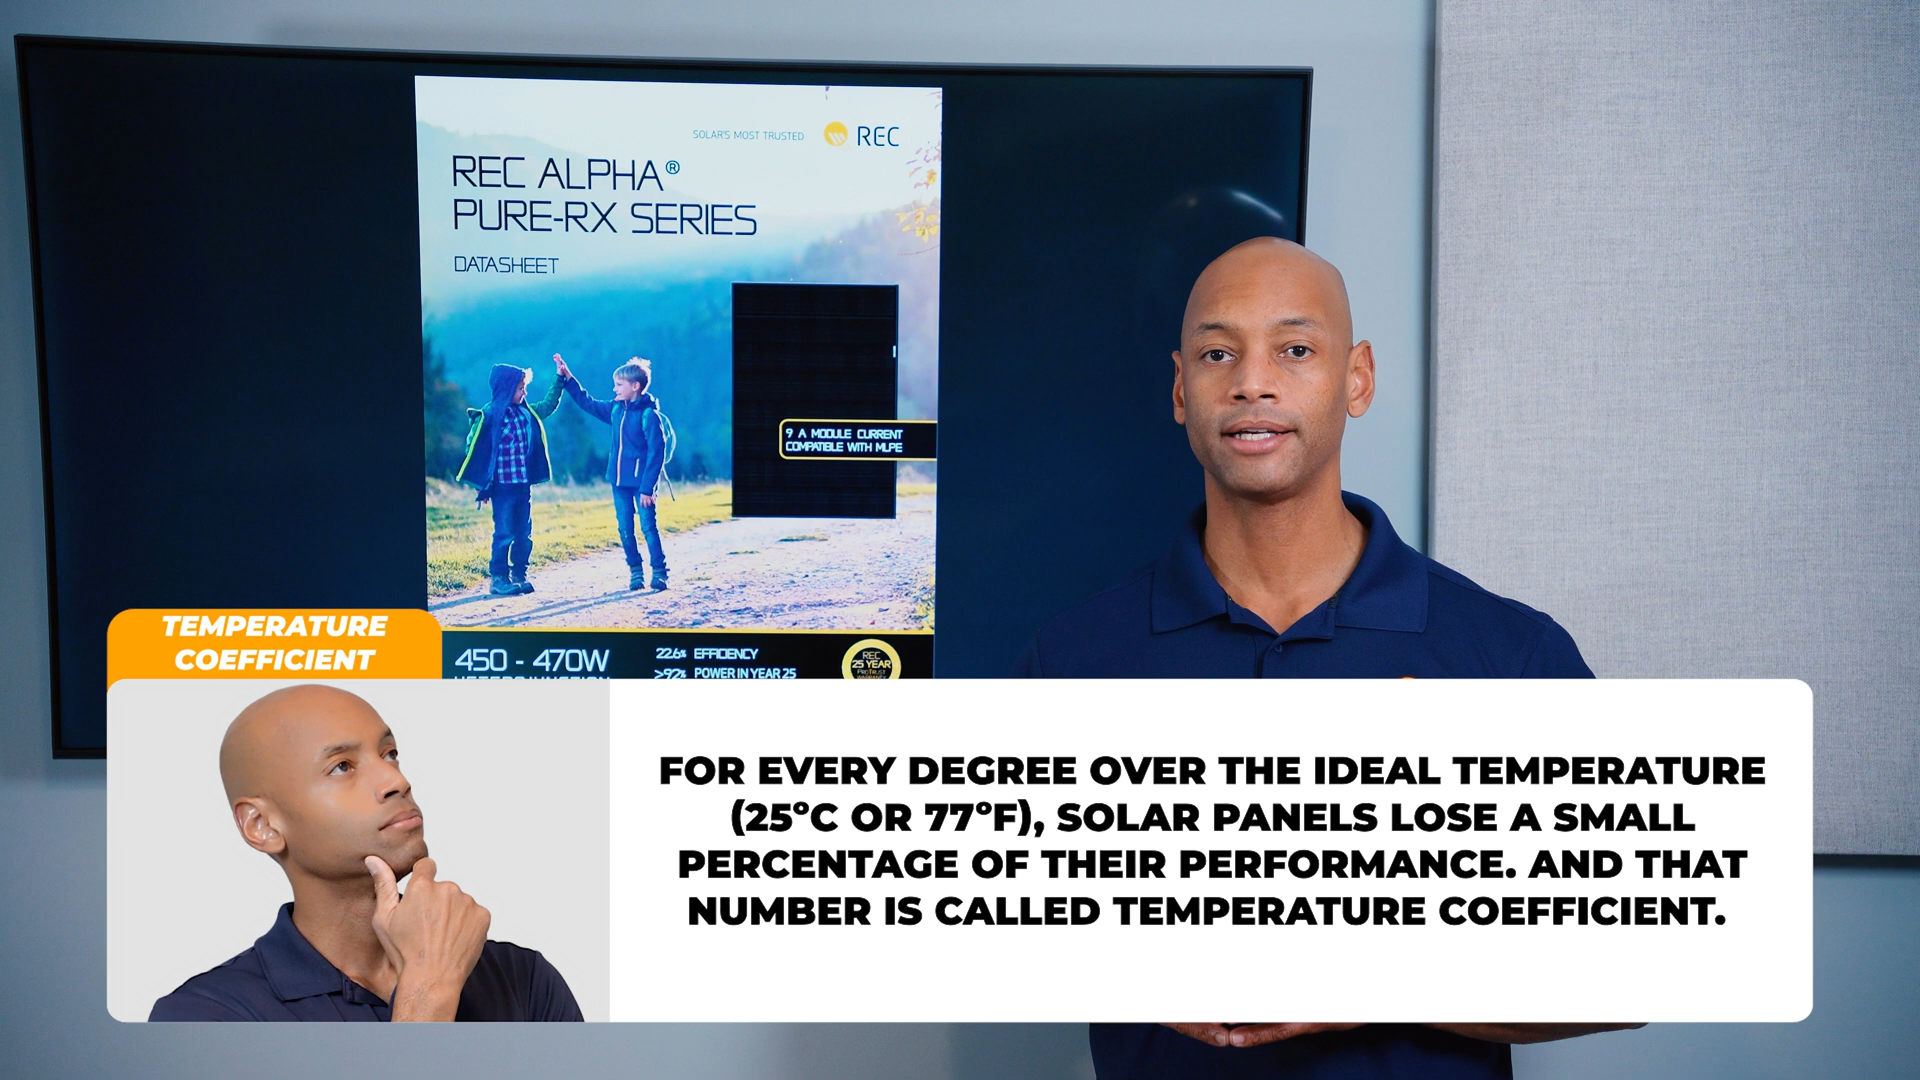 SOLAR'S MOST TRUSTED
REC
REC ALPHA®
PURE-RX SERIES
DATASHEET
9 A MODULE CURRENT
COMPATIBLE WITH MLPE
450 - 470W
22.6% EFFICIENCY
>92% POWER IN YEAR 25
REC
25 YEAR
PROTRUST
WARRANTY
TEMPERATURE
COEFFICIENT
FOR EVERY DEGREE OVER THE IDEAL TEMPERATURE
(25°C OR 77°F), SOLAR PANELS LOSE A SMALL
PERCENTAGE OF THEIR PERFORMANCE. AND THAT
NUMBER IS CALLED TEMPERATURE COEFFICIENT.